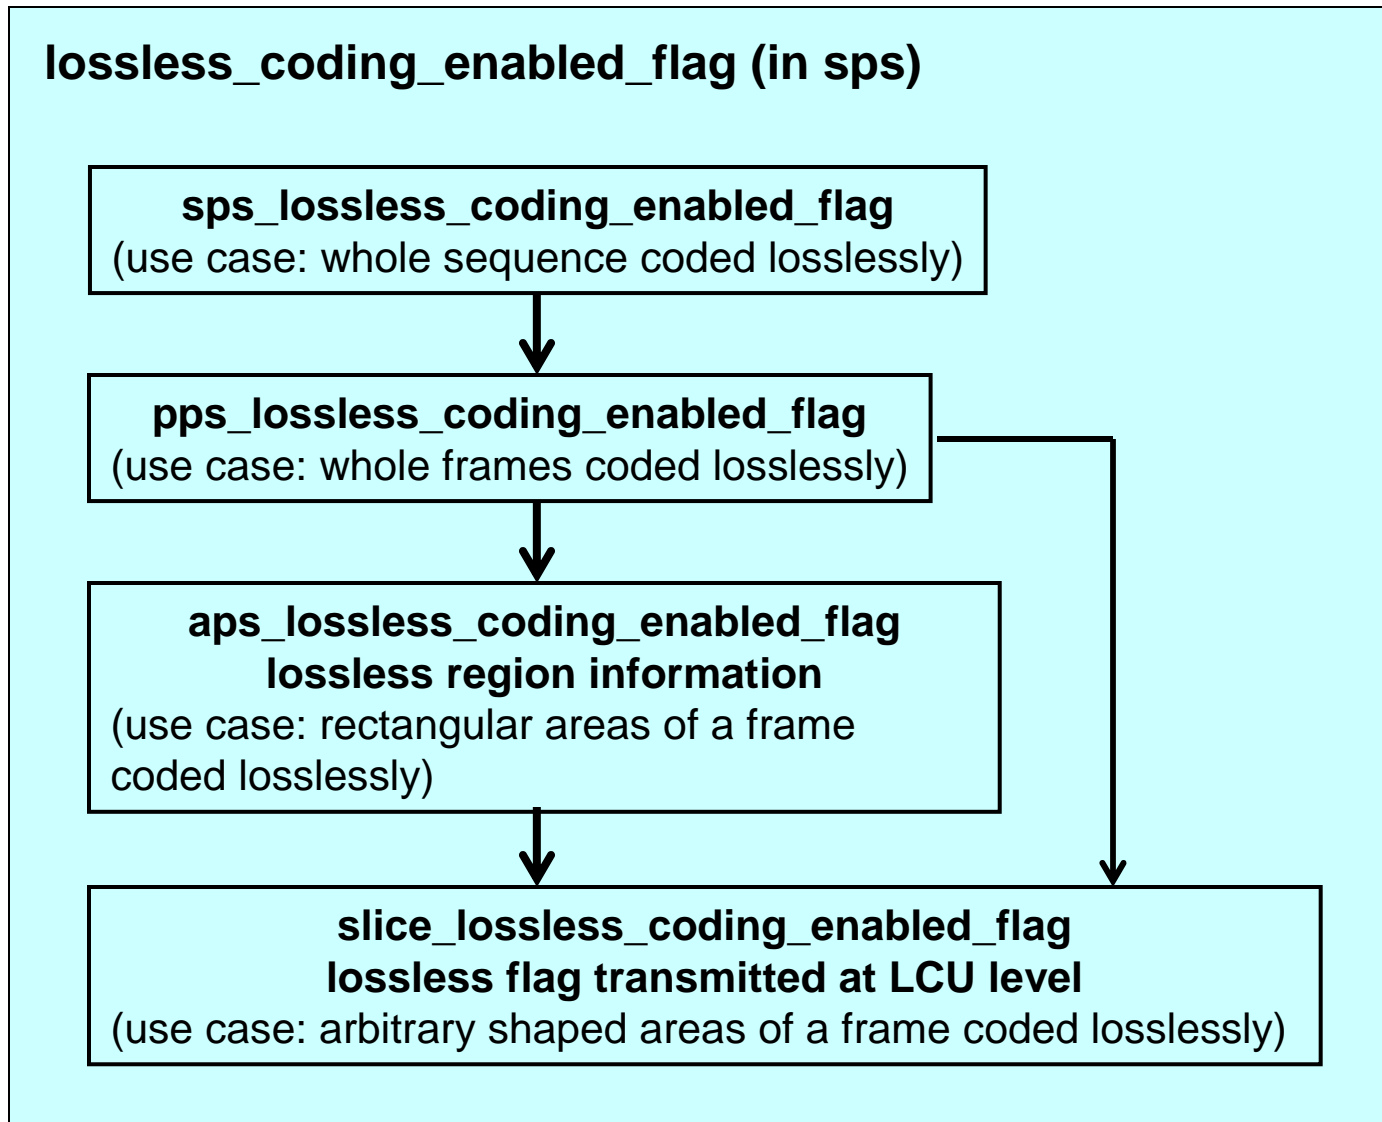 lossless_coding_enabled_flag (in sps)
sps_lossless_coding_enabled_flag
(use case: whole sequence coded losslessly)
pps_lossless_coding_enabled_flag
(use case: whole frames coded losslessly)
aps_lossless_coding_enabled_flag
lossless region information
(use case: rectangular areas of a frame
coded losslessly)
slice_lossless_coding_enabled_flag
lossless flag transmitted at LCU level
(use case: arbitrary shaped areas of a frame coded losslessly)